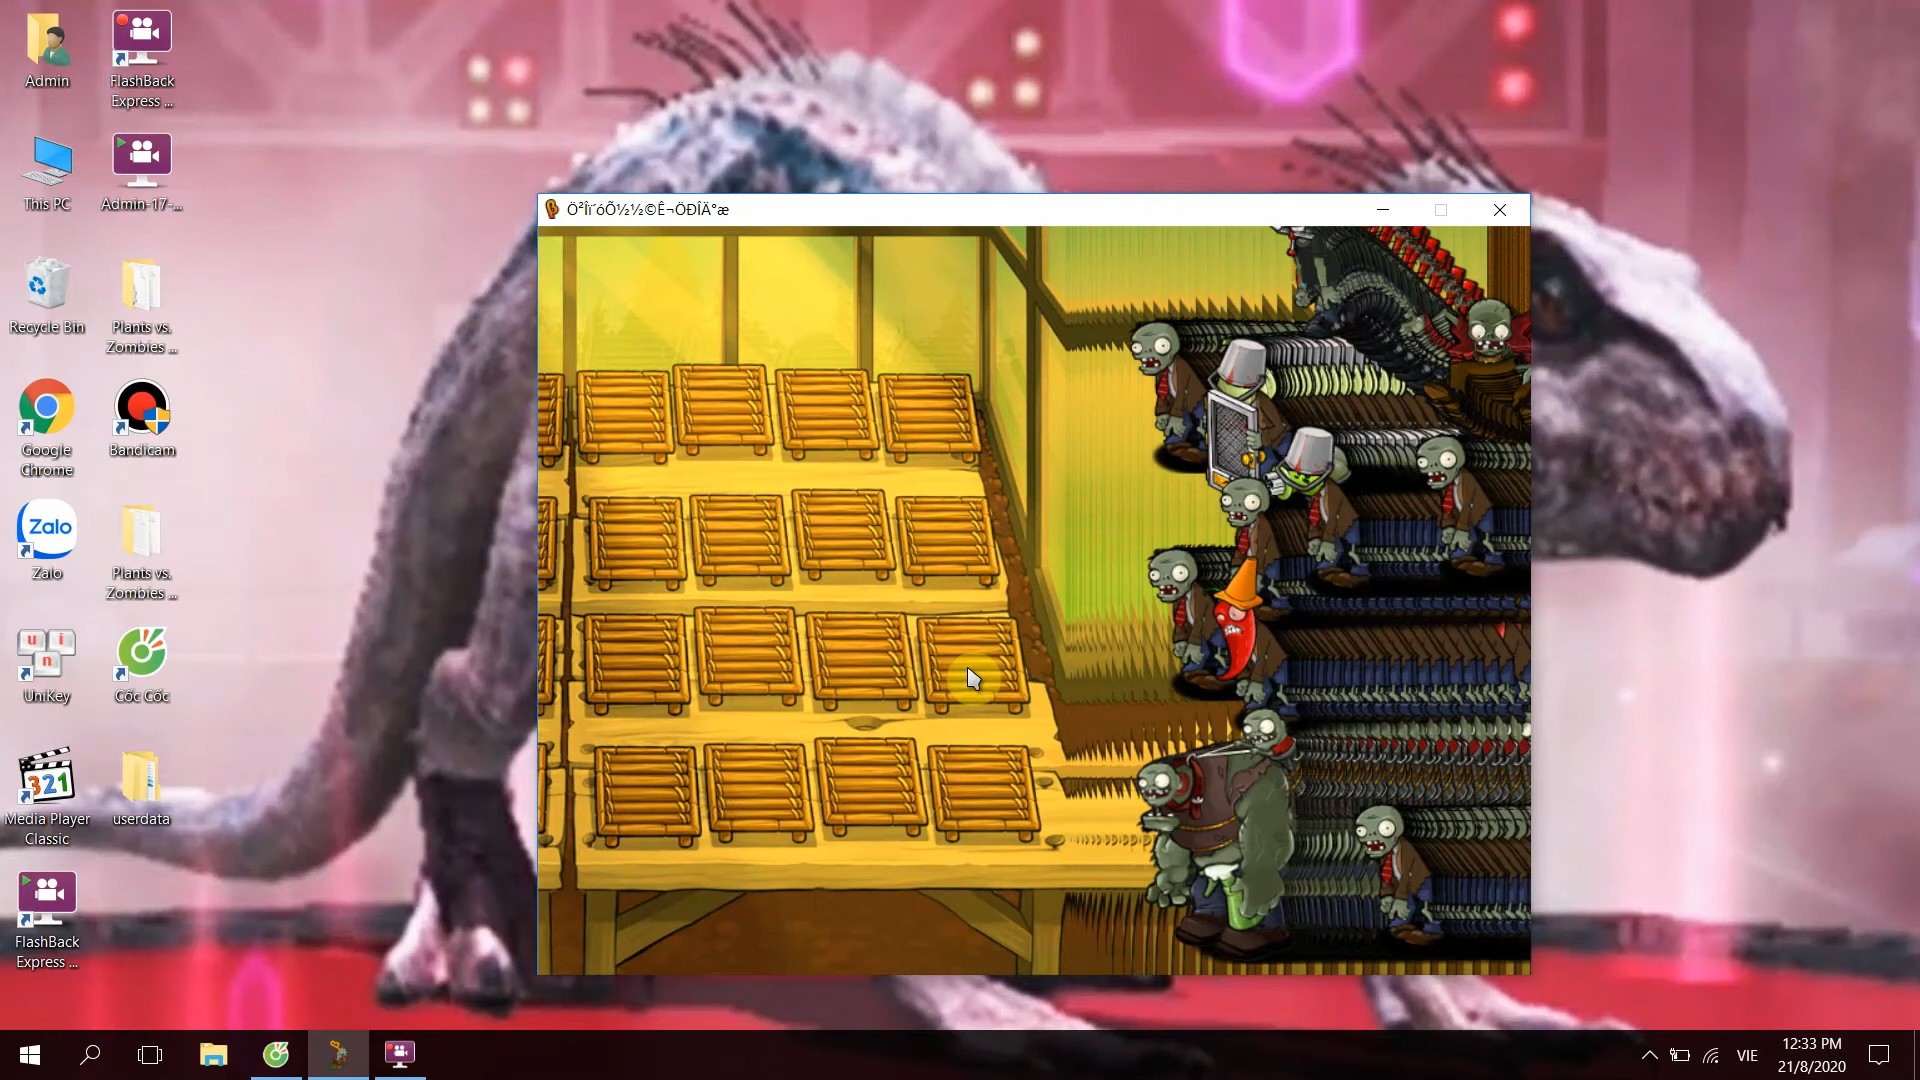 Admin
FlashBack
Express ...
This PC
Admin-17-...
Recycle Bin
Plants vs.
Zombies ...
Google
Chrome
Bandicam
Zalo
Zalo
Plants vs.
Zombies ...
u i
n
UniKey
Cốc Cốc
321
Media Player
Classic
userdata
FlashBack
Express ...
Ö²Îï´óÕ½½©Ê¬ÖÐÎÄ°æ
VIE
12:33 PM
21/8/2020